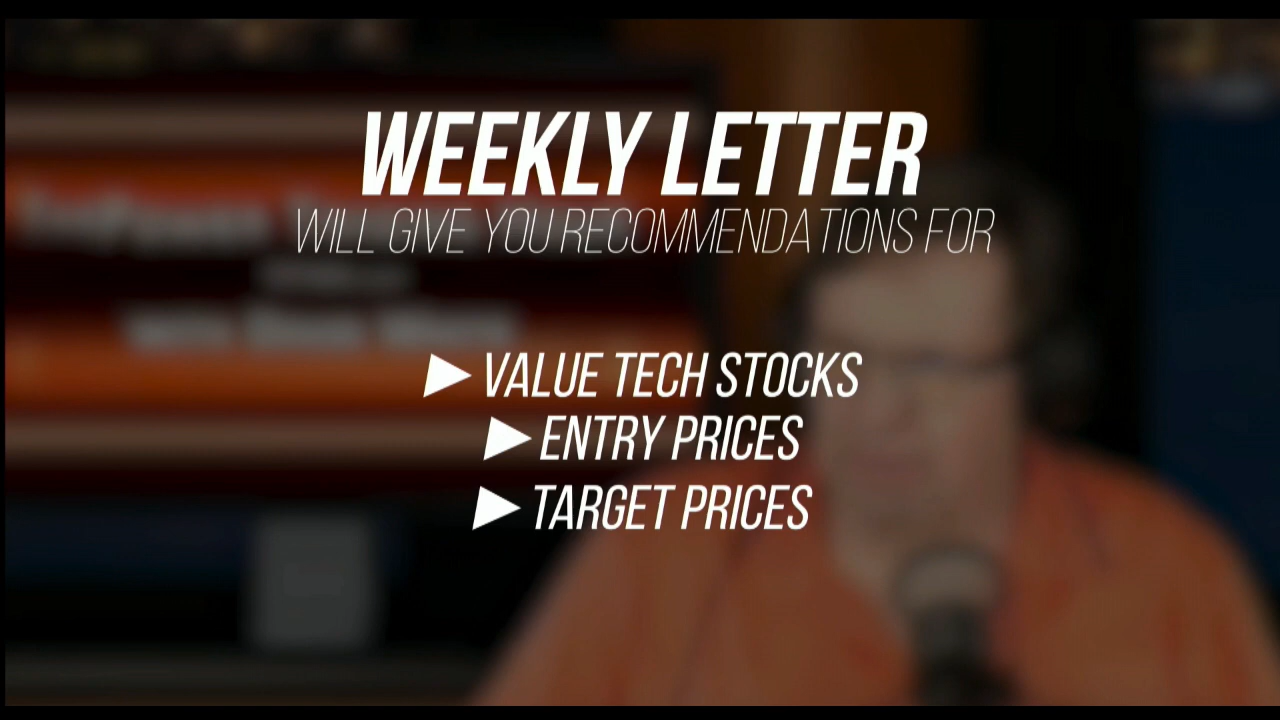 WEEKLY LETTER
WILL GIVE YOU RECOMMENDATIONS FOR
▶ VALUE TECH STOCKS
▶ ENTRY PRICES
▶ TARGET PRICES